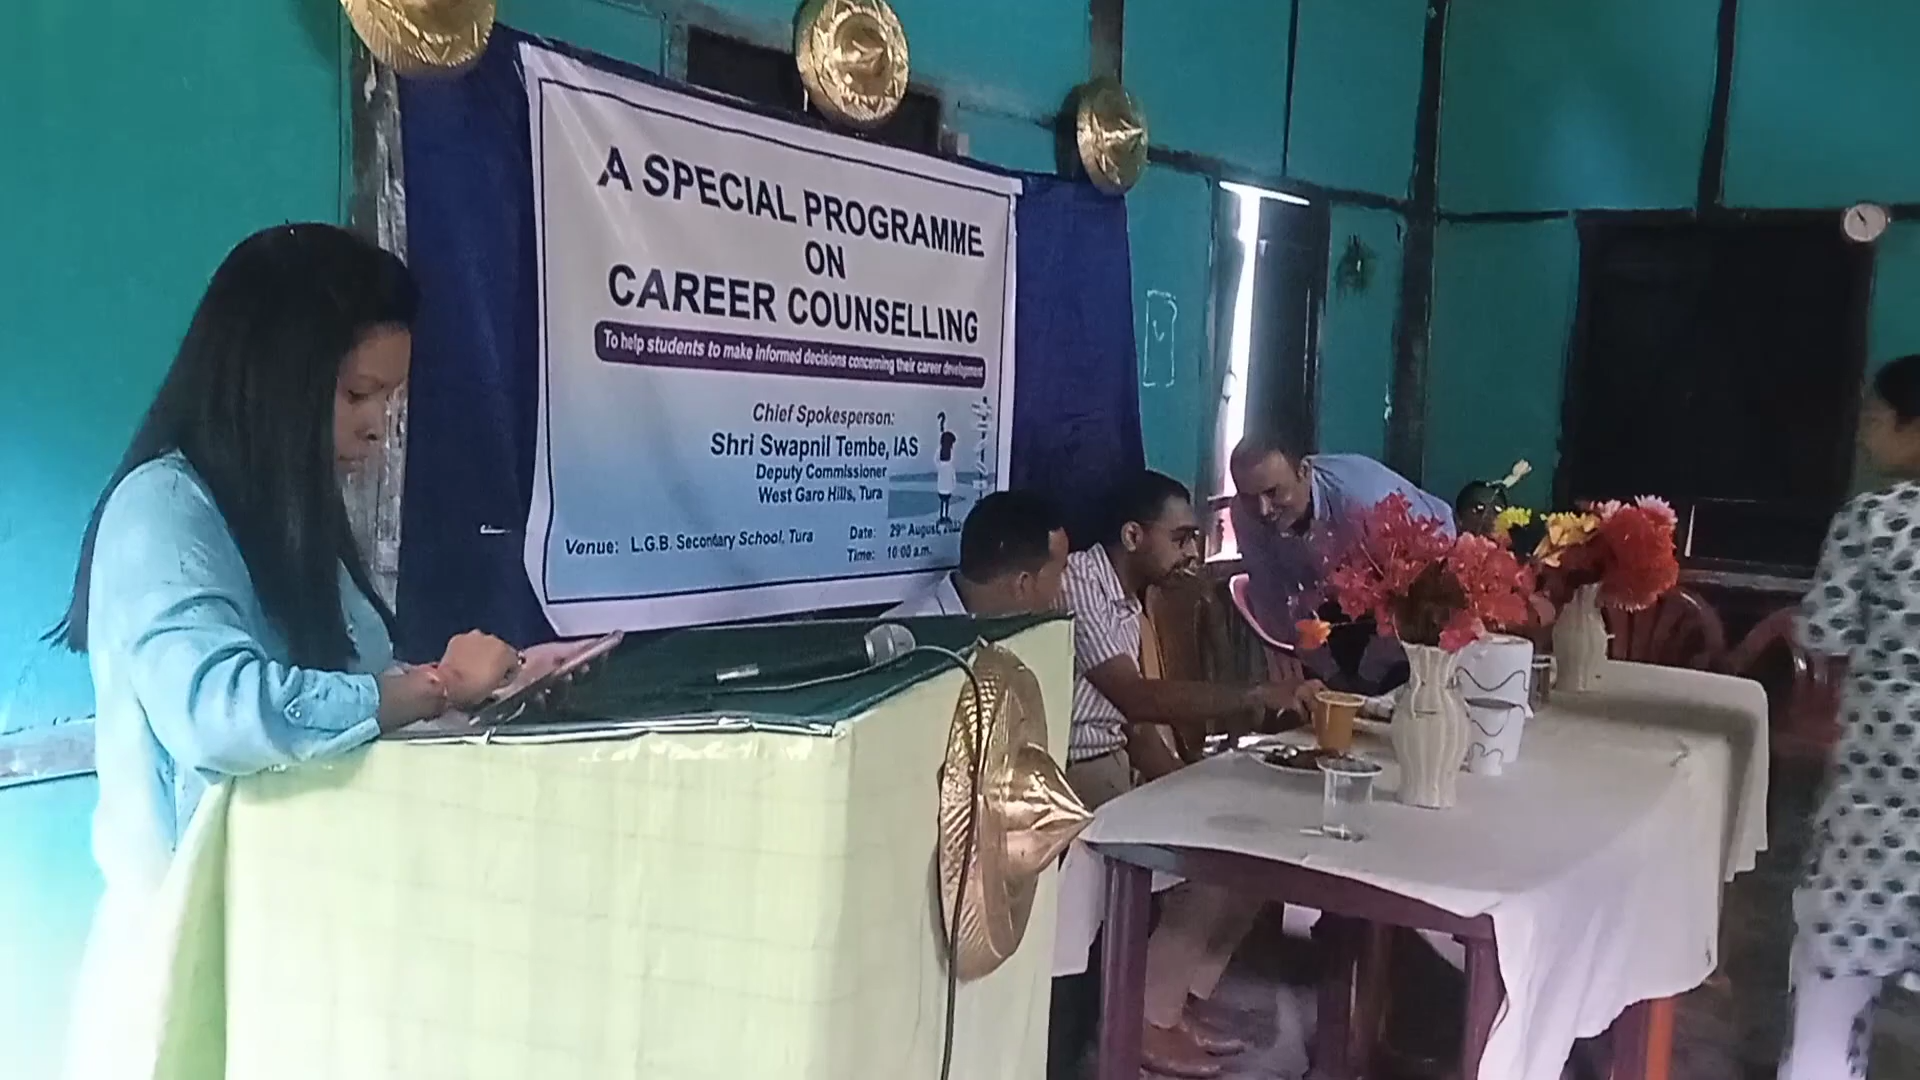 A SPECIAL PROGRAMME
ON
CAREER COUNSELLING
To help students to make informed decisions concerning their career development
Chief Spokesperson:
Shri Swapnil Tembe, IAS
Deputy Commissioner
West Garo Hills, Tura
?
Venue: L.G.B. Secondary School, Tura
Date: 29th August,
Time: 10:00 a.m.